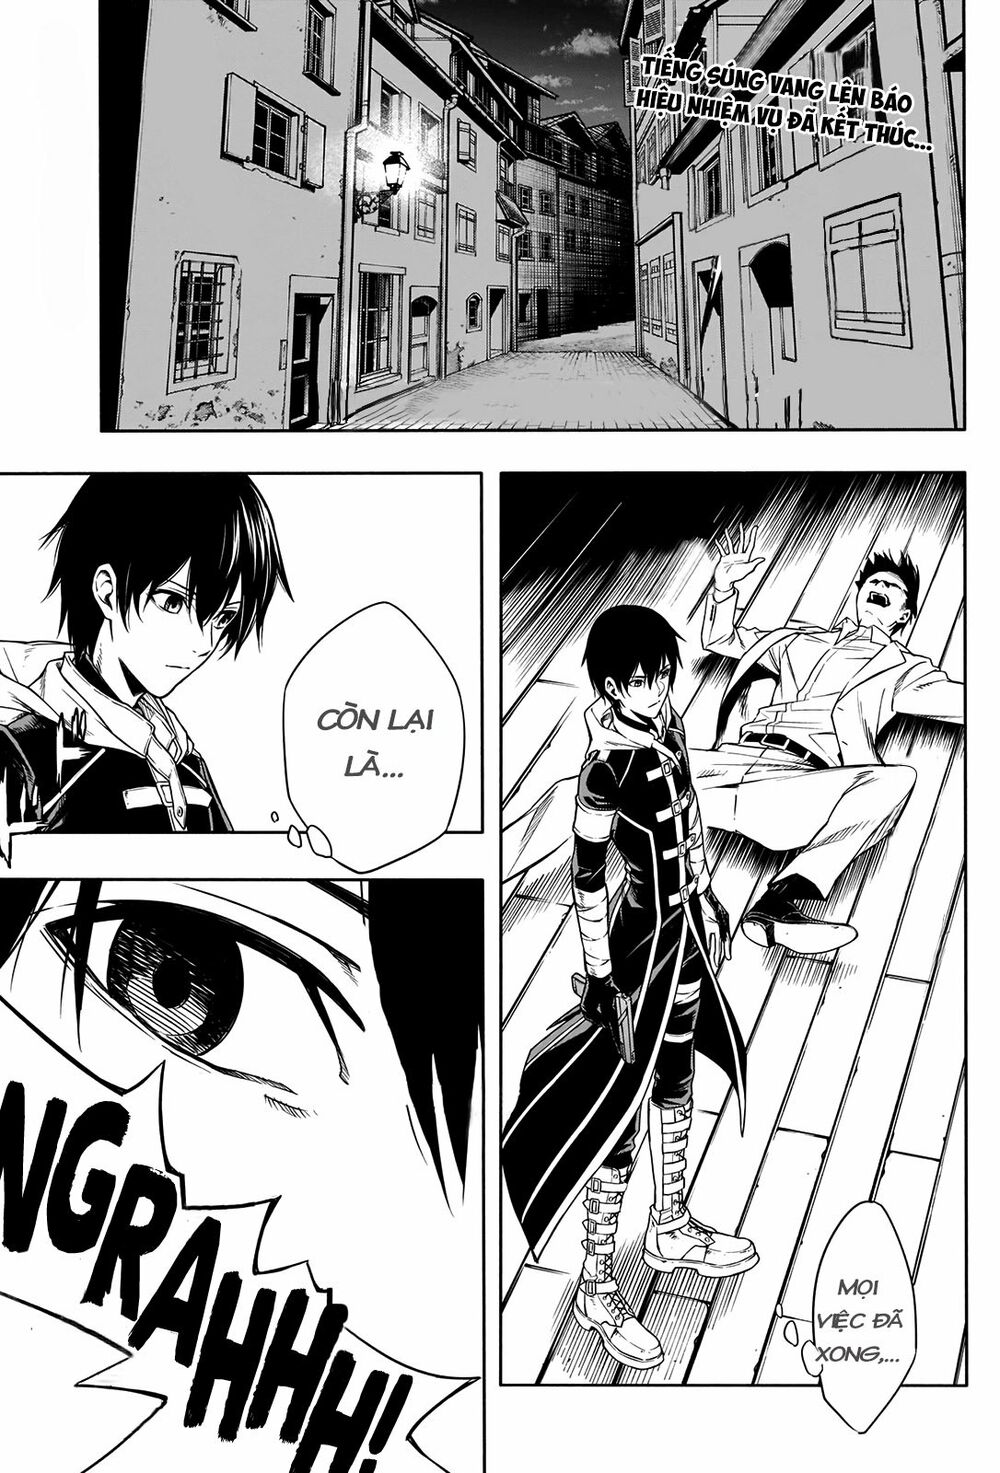 TIẾNG SÚNG VANG LÊN BÁO
HIỆU NHIỆM VỤ ĐÃ KẾT THÚC...
MỌI
VIỆC ĐÃ
XONG,...
CÒN LẠI
LÀ...
NGRAHHH!